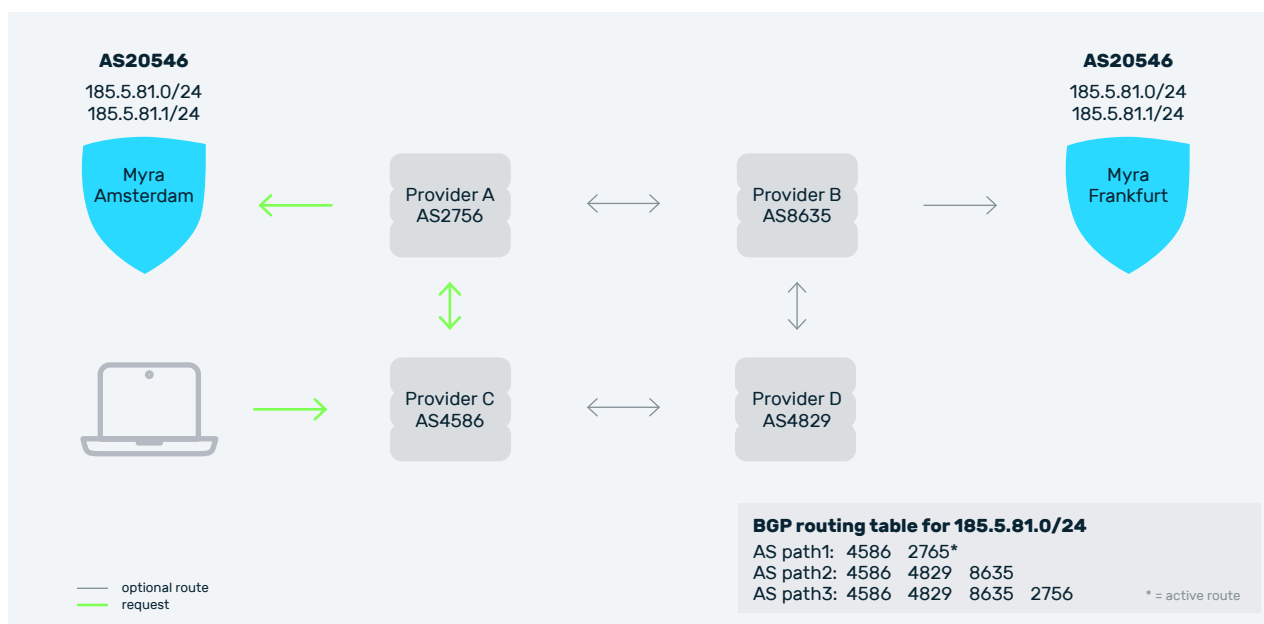 AS20546
185.5.81.0/24
185.5.81.1/24
Myra
Amsterdam
Provider A
AS2756
Provider B
AS8635
AS20546
185.5.81.0/24
185.5.81.1/24
Myra
Frankfurt
Provider C
AS4586
Provider D
AS4829
optional route
request
BGP routing table for 185.5.81.0/24
AS path1: 4586 2765*
AS path2: 4586 4829 8635
AS path3: 4586 4829 8635 2756
* = active route